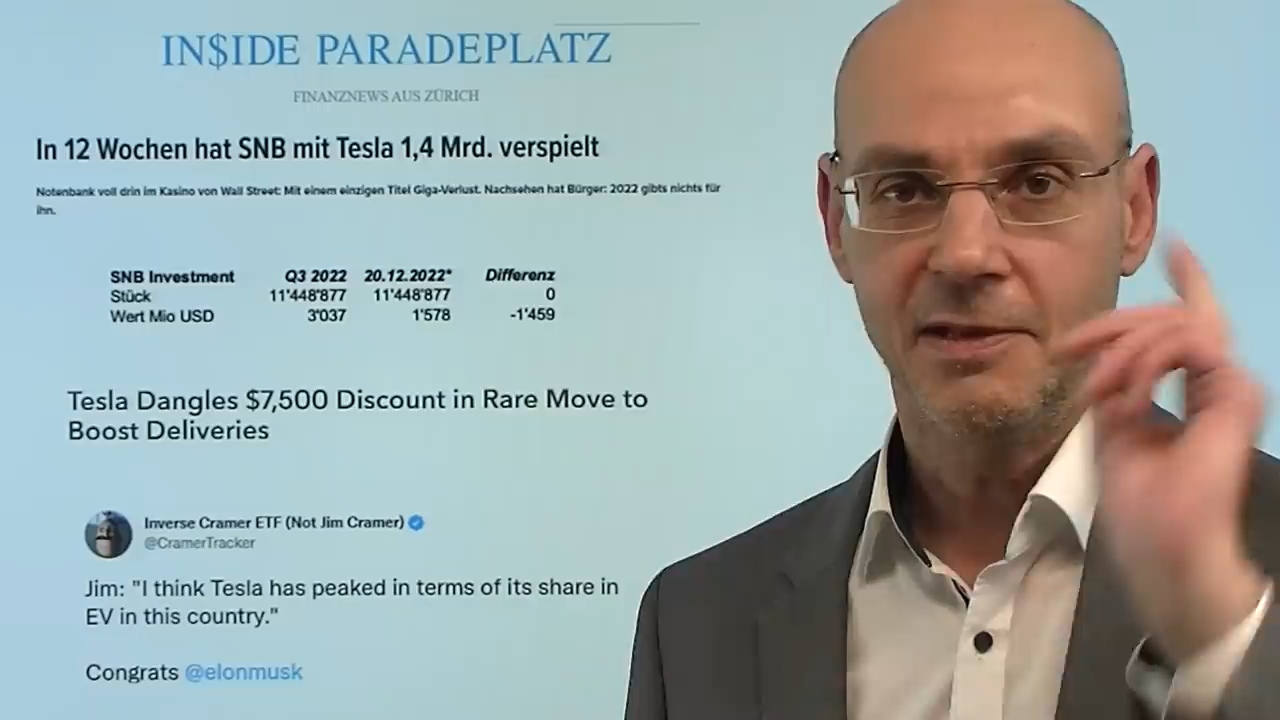 IN$IDE PARADEPLATZ
FINANZNEWS AUS ZÜRICH
In 12 Wochen hat SNB mit Tesla 1,4 Mrd. verspielt
Notenbank voll drin im Kasino von Wall Street: Mit einem einzigen Titel Giga-Verlust. Nachsehen hat Bürger: 2022 gibts nichts für
ihn.
SNB Investment Q3 2022 20.12.2022* Differenz
Stück 11'448'877 11'448'877 0
Wert Mio USD 3'037 1'578 -1'459
Tesla Dangles $7,500 Discount in Rare Move to
Boost Deliveries
Inverse Cramer ETF (Not Jim Cramer)
@CramerTracker
Jim: "I think Tesla has peaked in terms of its share in
EV in this country."
Congrats @elonmusk